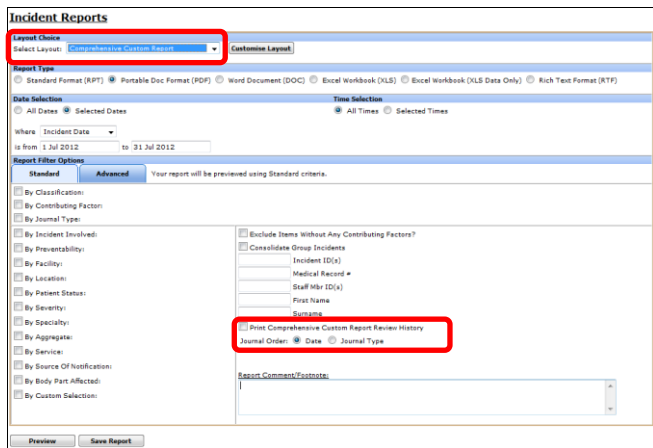 Incident Reports
Layout Choice
Select Layout: Comprehensive Custom Report Customise Layout
Report Type
Standard Format (RPT) Portable Doc Format (PDF) Word Document (DOC) Excel Workbook (XLS) Excel Workbook (XLS Data Only) Rich Text Format (RTF)
Date Selection Time Selection
All Dates Selected Dates All Times Selected Times
Where Incident Date
is from 1 Jul 2012 to 31 Jul 2012
Report Filter Options
Standard Advanced Your report will be previewed using Standard criteria.
By Classification:
By Contributing Factor:
By Journal Type:
By Incident Involved:
By Preventability:
By Facility:
By Location:
By Patient Status:
By Severity:
By Specialty:
By Aggregate:
By Service:
By Source Of Notification:
By Body Part Affected:
By Custom Selection:
Exclude Items Without Any Contributing Factors?
Consolidate Group Incidents
Incident ID(s)
Medical Record #
Staff Mbr ID(s)
First Name
Surname
Print Comprehensive Custom Report Review History
Journal Order: Date Journal Type
Report Comment/Footnote:
Preview Save Report